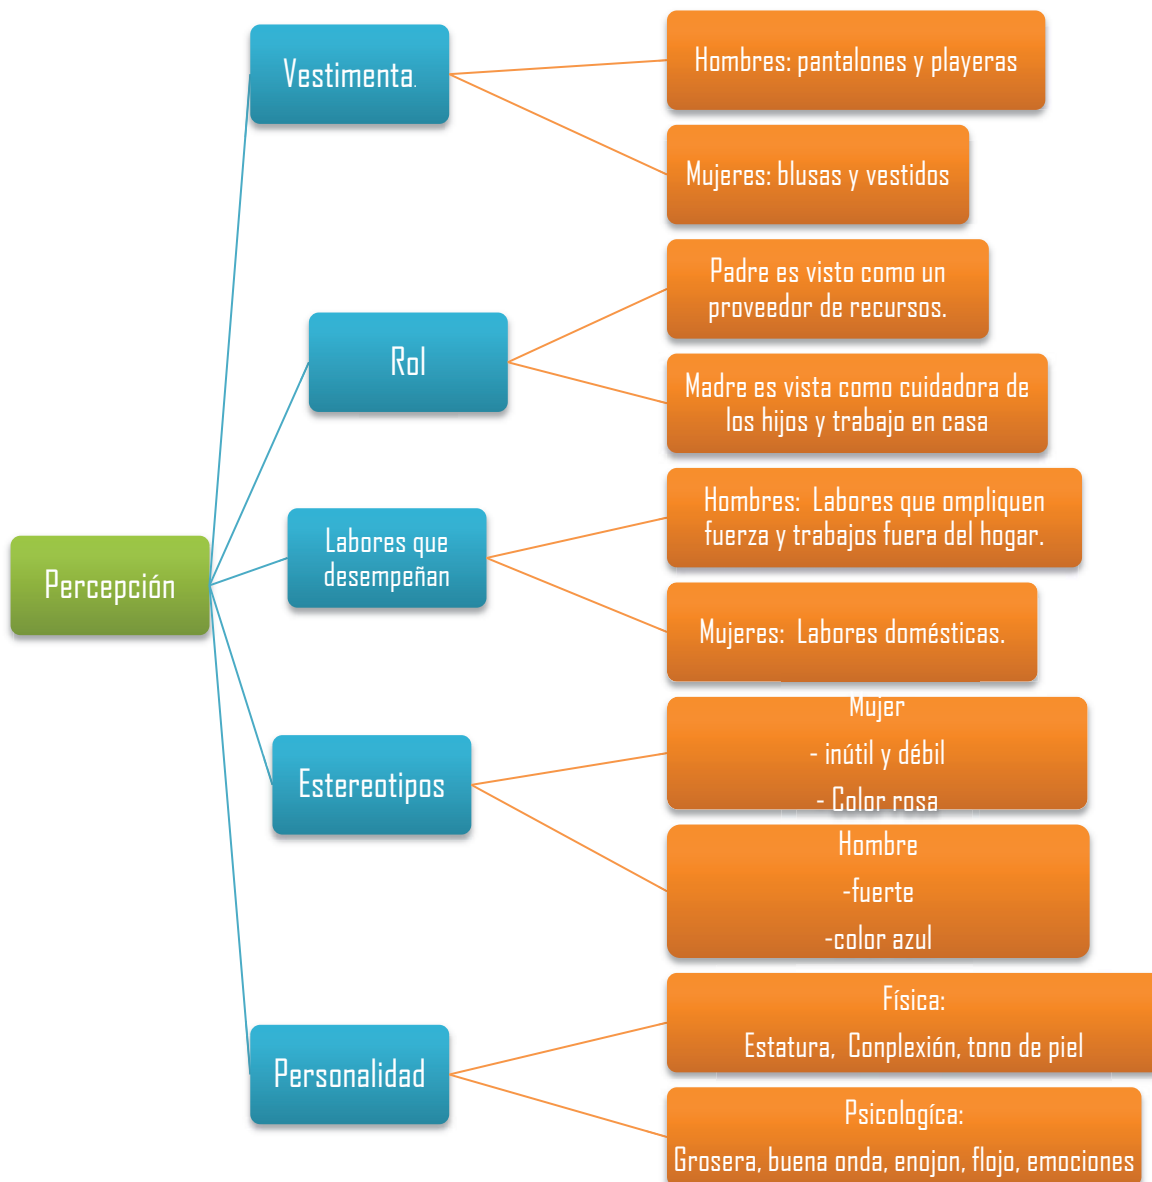 Percepción
Vestimenta.
Hombres: pantalones y playeras
Mujeres: blusas y vestidos
Rol
Padre es visto como un
proveedor de recursos.
Madre es vista como cuidadora de
los hijos y trabajo en casa
Labores que
desempeñan
Hombres: Labores que ompliquen
fuerza y trabajos fuera del hogar.
Mujeres: Labores domésticas.
Estereotipos
Mujer
- inútil y débil
- Color rosa
Hombre
-fuerte
-color azul
Personalidad
Física:
Estatura, Conplexión, tono de piel
Psicologíca:
Grosera, buena onda, enojon, flojo, emociones